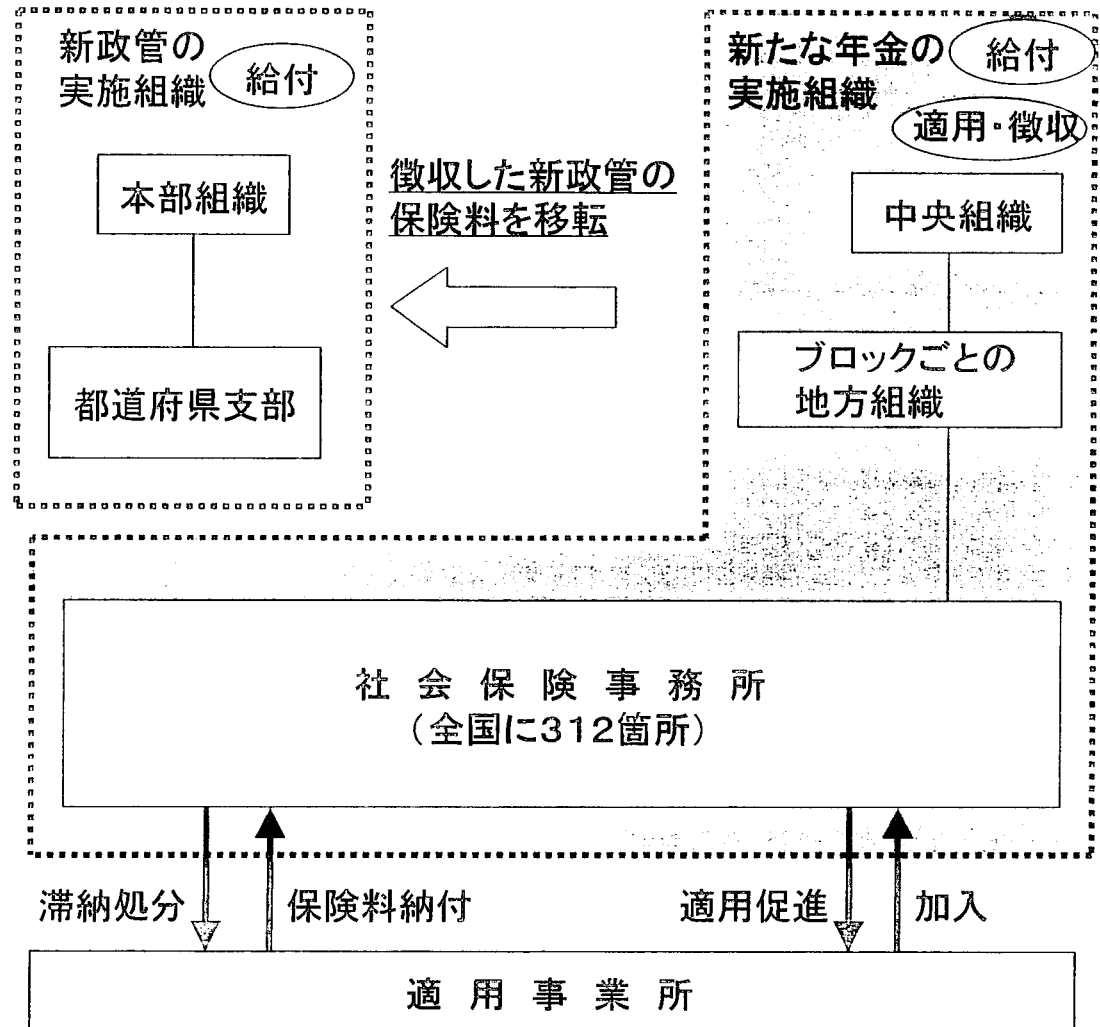 新政管の
実施組織
給付
本部組織
都道府県支部
徴収した新政管の
保険料を移転
新たな年金の
実施組織
給付
適用・徴収
中央組織
ブロックごとの
地方組織
社会保険事務所
(全国に312箇所)
滞納処分
保険料納付
適用促進
加入
適用事業所